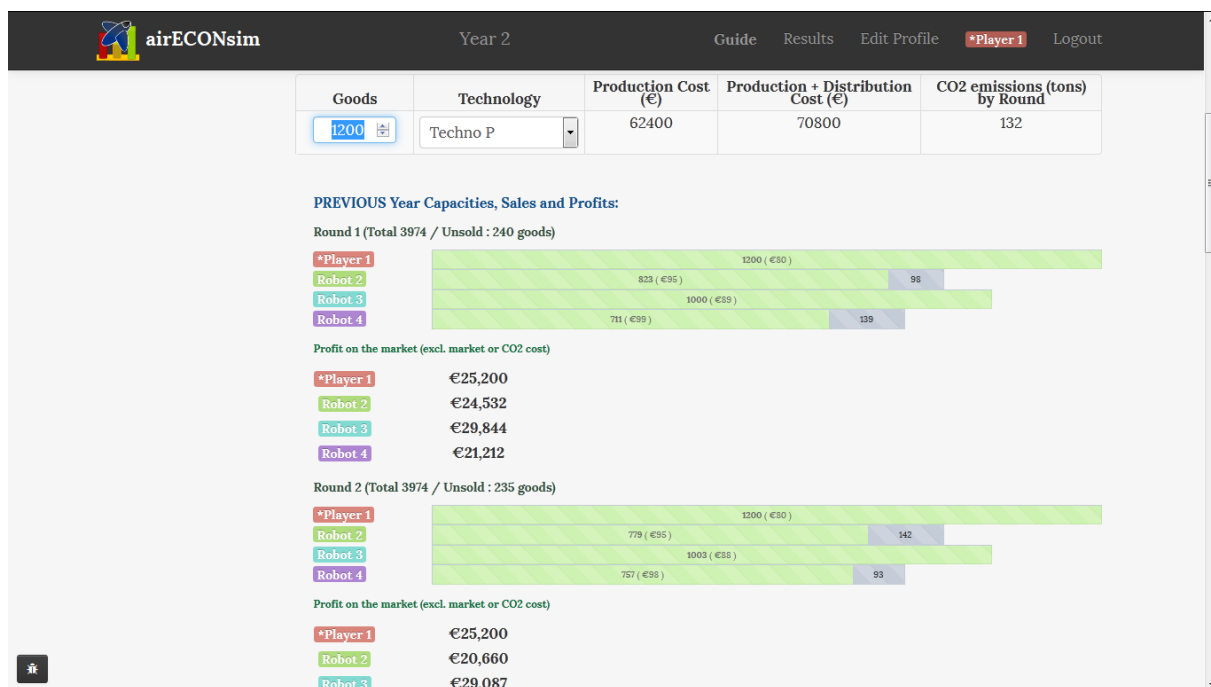 airECONsim Year 2 Guide Results Edit Profile *Player 1 Logout
Goods Technology Production Cost (€) Production + Distribution Cost (€) CO2 emissions (tons) by Round
1200 Techno P 62400 70800 132
PREVIOUS Year Capacities, Sales and Profits:
Round 1 (Total 3974 / Unsold : 240 goods)
*Player 1 1200 ( €80 )
Robot 2 823 ( €95 ) 98
Robot 3 1000 ( €89 )
Robot 4 711 ( €99 ) 139
Profit on the market (excl. market or CO2 cost)
*Player 1 €25,200
Robot 2 €24,532
Robot 3 €29,844
Robot 4 €21,212
Round 2 (Total 3974 / Unsold : 235 goods)
*Player 1 1200 ( €80 )
Robot 2 779 ( €95 ) 142
Robot 3 1003 ( €88 )
Robot 4 757 ( €98 ) 93
Profit on the market (excl. market or CO2 cost)
*Player 1 €25,200
Robot 2 €20,660
Robot 3 €29,087